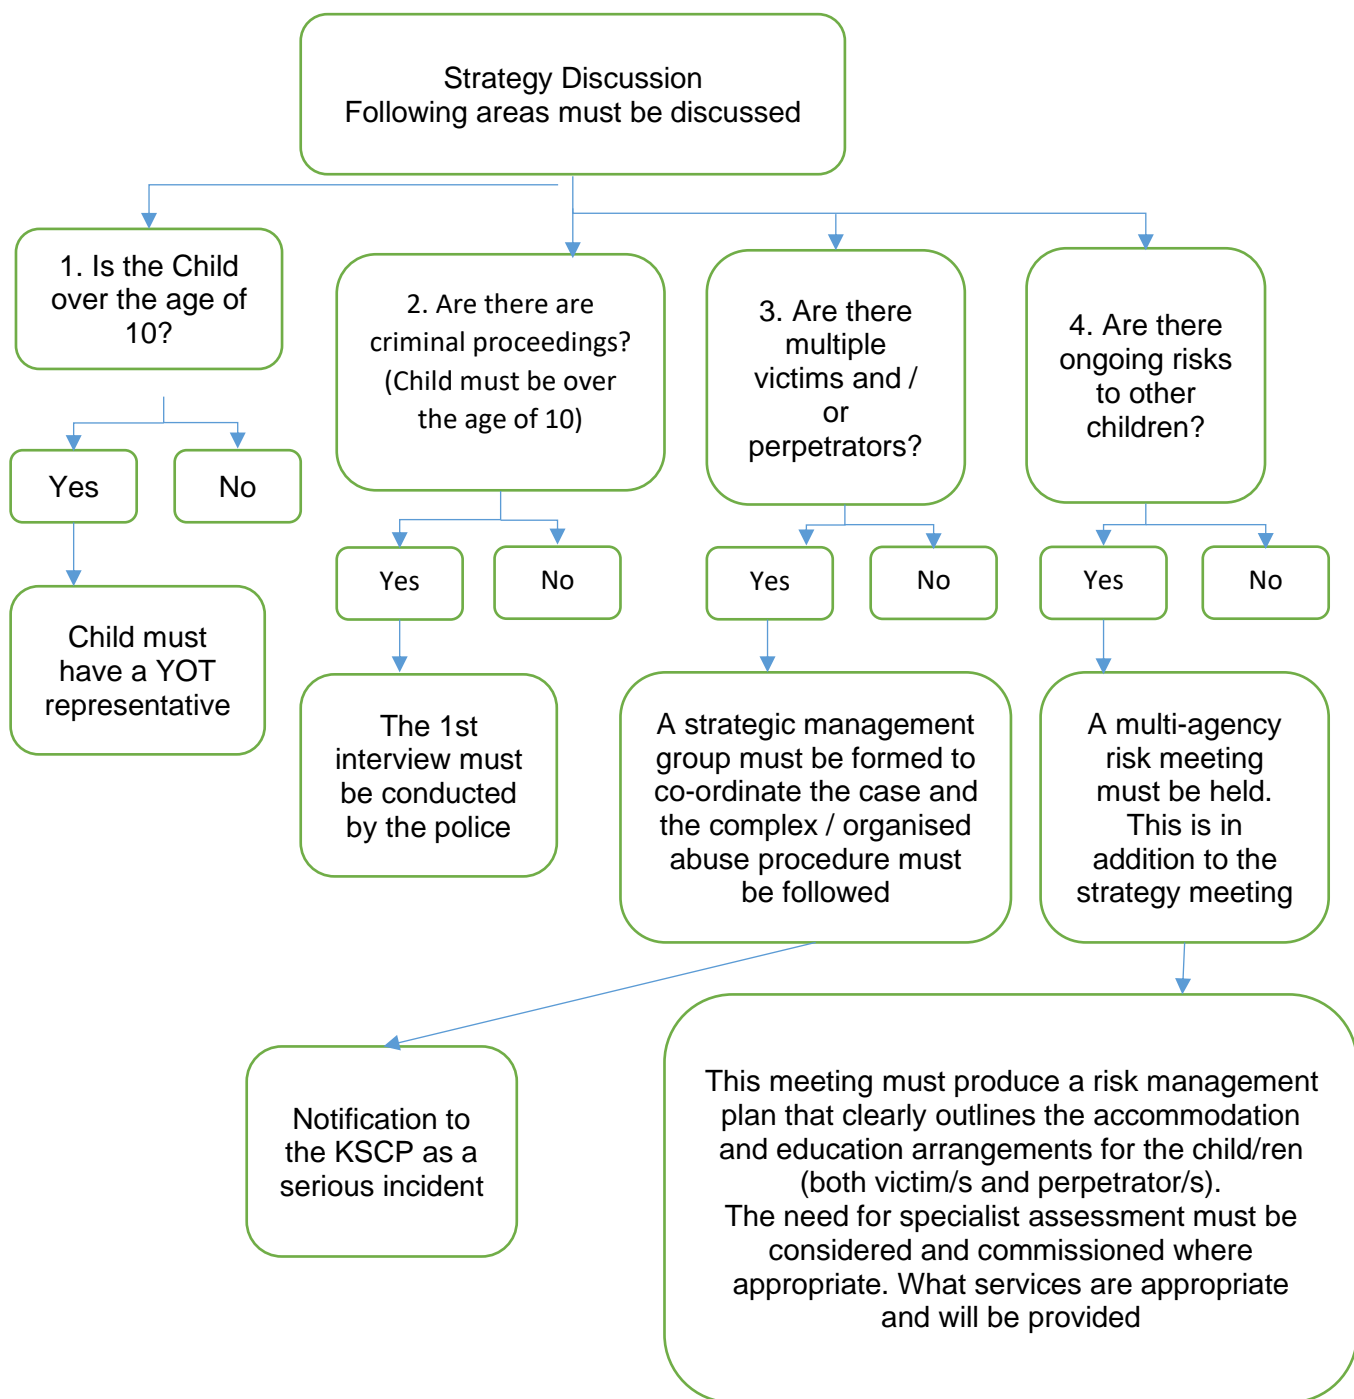 Strategy Discussion
Following areas must be discussed
1. Is the Child
over the age of
10?
Yes
No
Child must
have a YOT
representative
2. Are there are
criminal proceedings?
(Child must be over
the age of 10)
Yes
No
The 1st
interview must
be conducted
by the police
3. Are there
multiple
victims and /
or
perpetrators?
Yes
No
A strategic management
group must be formed to
co-ordinate the case and
the complex / organised
abuse procedure must
be followed
Notification to
the KSCP as a
serious incident
4. Are there
ongoing risks
to other
children?
Yes
No
A multi-agency
risk meeting
must be held.
This is in
addition to the
strategy meeting
This meeting must produce a risk management
plan that clearly outlines the accommodation
and education arrangements for the child/ren
(both victim/s and perpetrator/s).
The need for specialist assessment must be
considered and commissioned where
appropriate. What services are appropriate
and will be provided